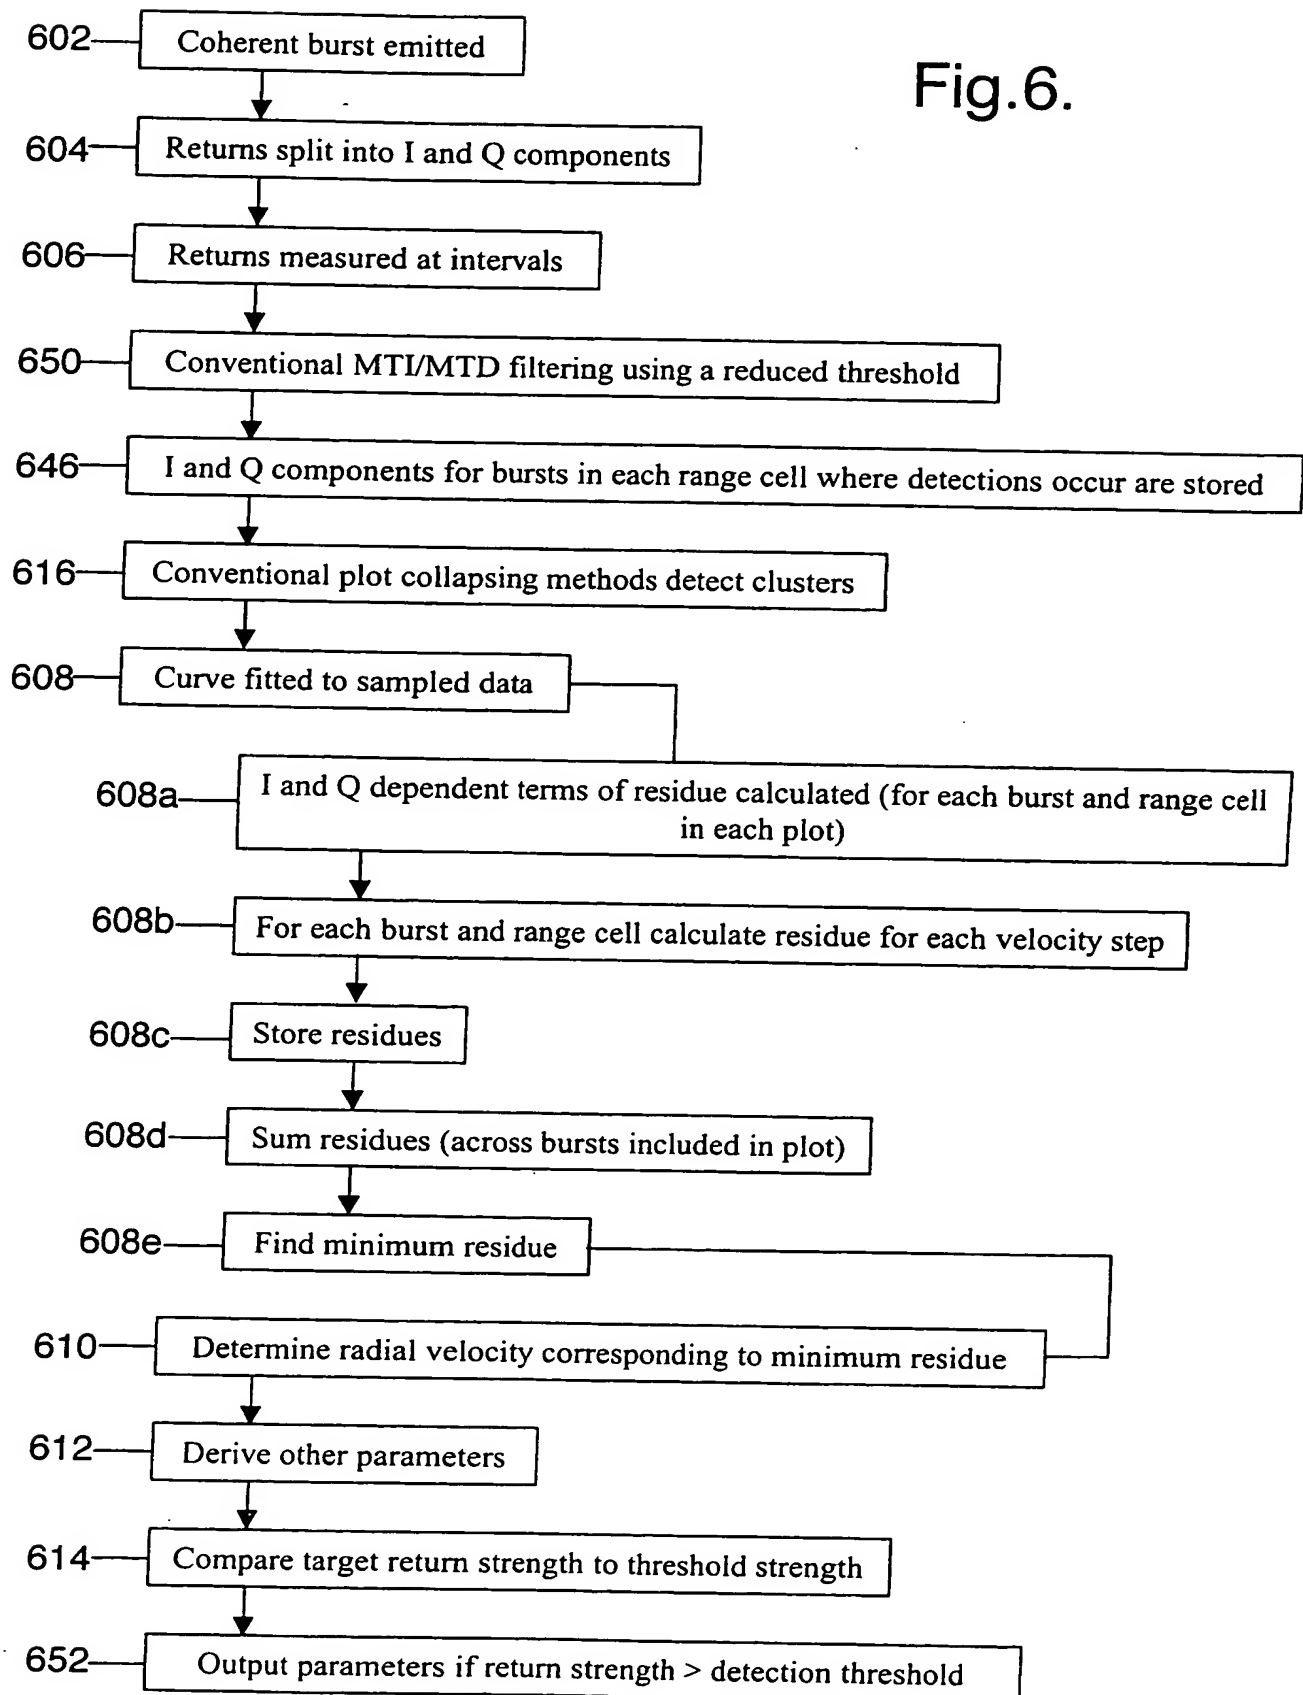 Fig.6.
602 Coherent burst emitted
604 Returns split into I and Q components
606 Returns measured at intervals
650 Conventional MTI/MTD filtering using a reduced threshold
646 I and Q components for bursts in each range cell where detections occur are stored
616 Conventional plot collapsing methods detect clusters
608 Curve fitted to sampled data
608a I and Q dependent terms of residue calculated (for each burst and range cell
in each plot)
608b For each burst and range cell calculate residue for each velocity step
608c Store residues
608d Sum residues (across bursts included in plot)
608e Find minimum residue
610 Determine radial velocity corresponding to minimum residue
612 Derive other parameters
614 Compare target return strength to threshold strength
652 Output parameters if return strength > detection threshold